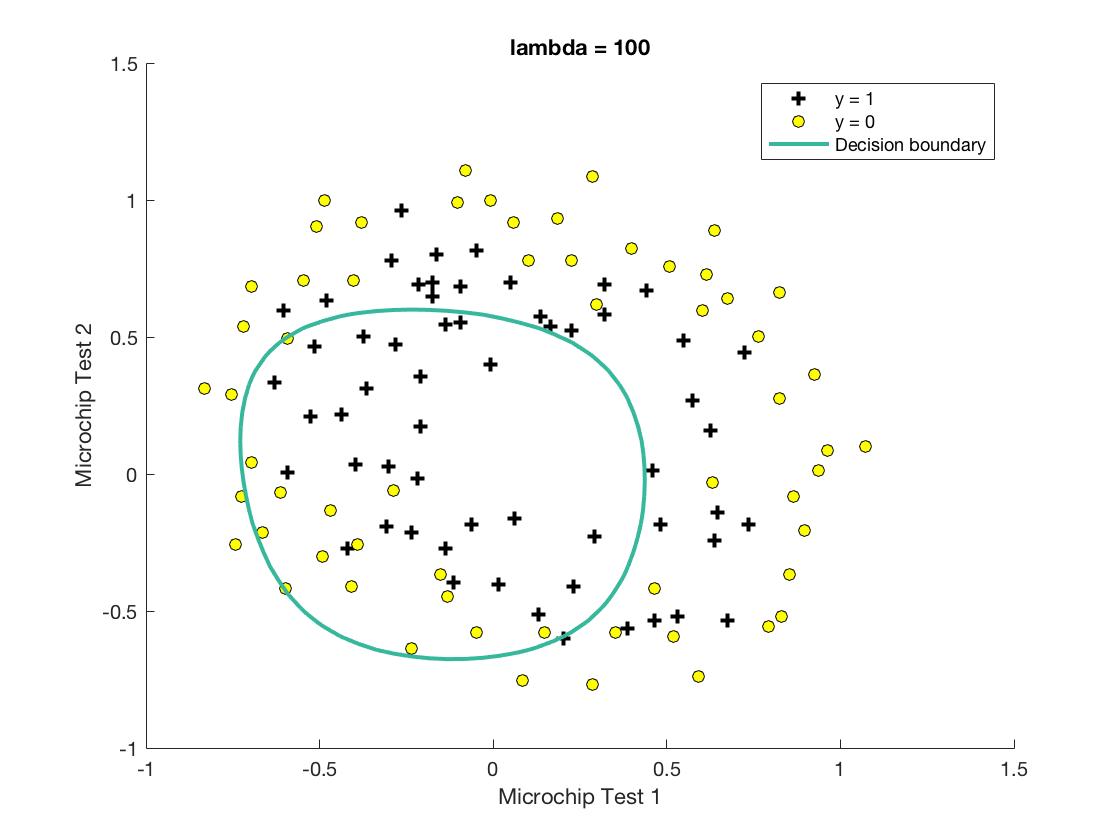 lambda = 100
1.5
1
0.5
0
-0.5
-1
Microchip Test 2
y = 1
y = 0
Decision boundary
-1
-0.5
0
0.5
1
1.5
Microchip Test 1